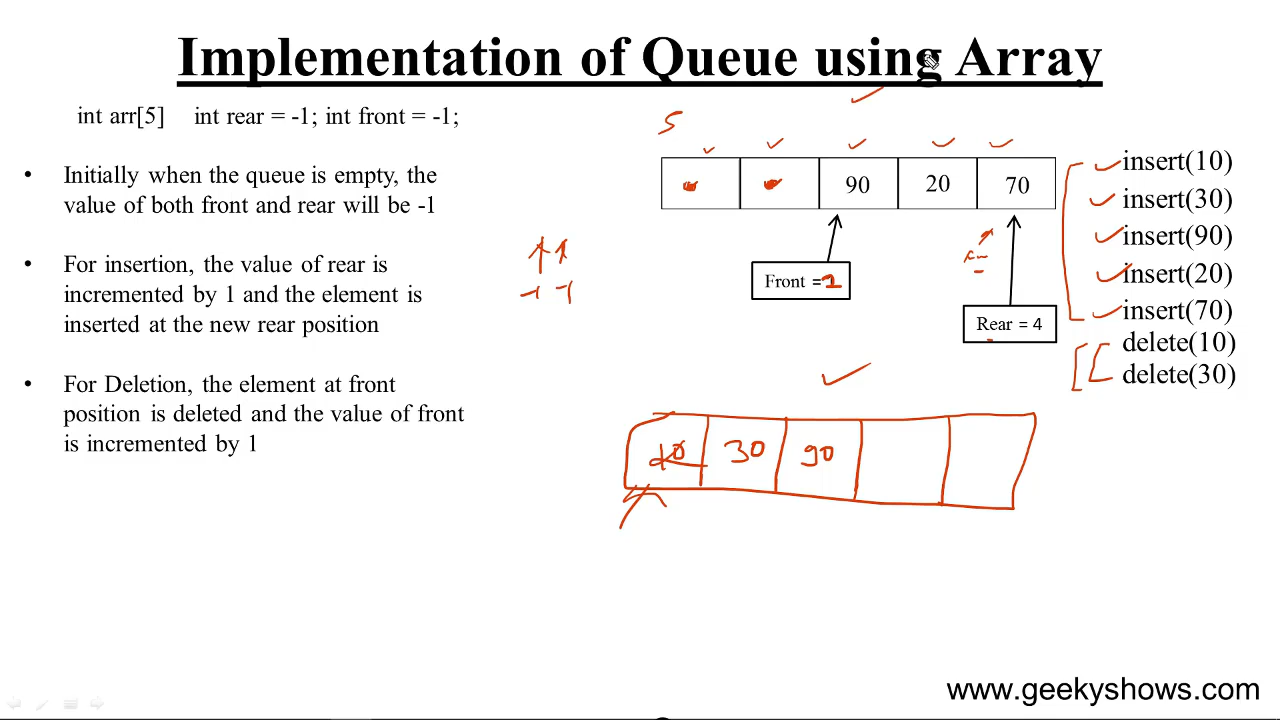 Implementation of Queue using Array
int arr[5] int rear = -1; int front = -1;
• Initially when the queue is empty, the
value of both front and rear will be -1
• For insertion, the value of rear is
incremented by 1 and the element is
inserted at the new rear position
• For Deletion, the element at front
position is deleted and the value of front
is incremented by 1
-1 -1
5
90 20 70
Front = 2
Rear = 4
insert(10)
insert(30)
insert(90)
insert(20)
insert(70)
delete(10)
delete(30)
10 30 90
www.geekyshows.com